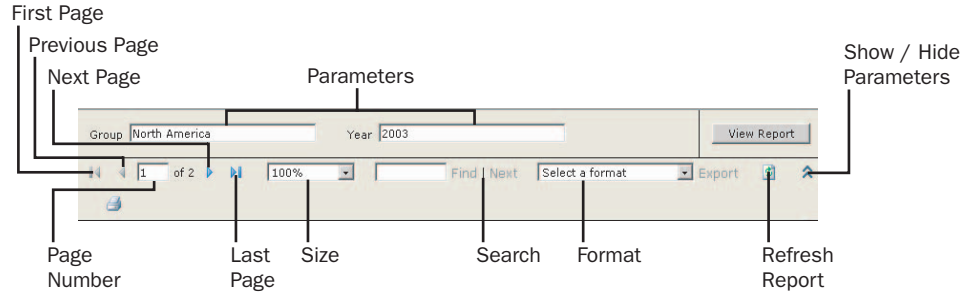 First Page
Previous Page
Next Page
Parameters
Show / Hide
Parameters
Group North America Year 2003 View Report
1 of 2 100% Find | Next Select a format Export
Page
Number
Last
Page
Size
Search
Format
Refresh
Report